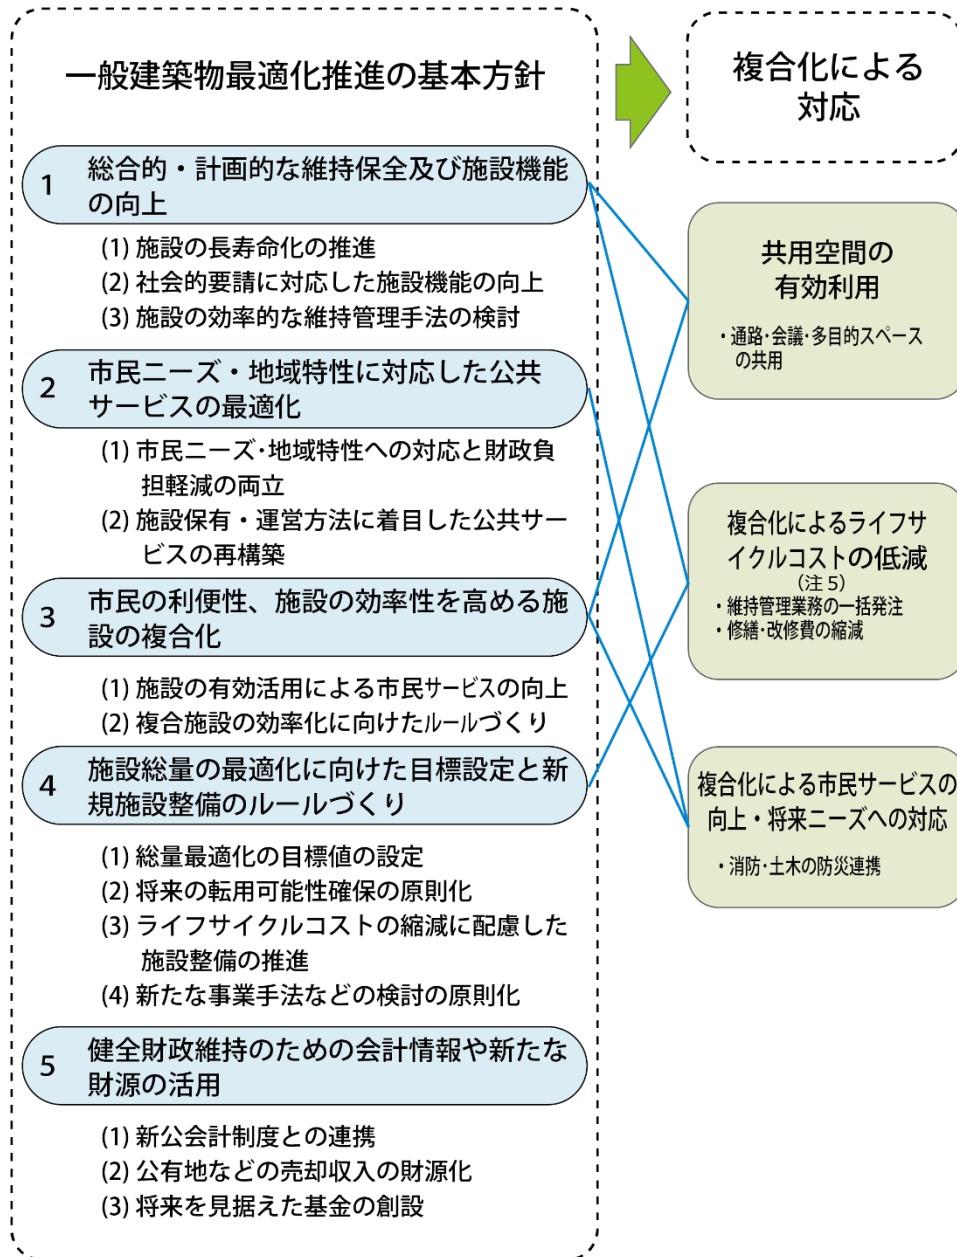 一般建築物最適化推進の基本方針
1 総合的・計画的な維持保全及び施設機能
の向上
(1) 施設の長寿命化の推進
(2) 社会的要請に対応した施設機能の向上
(3) 施設の効率的な維持管理手法の検討
2 市民ニーズ・地域特性に対応した公共
サービスの最適化
(1) 市民ニーズ・地域特性への対応と財政負
担軽減の両立
(2) 施設保有・運営方法に着目した公共サー
ビスの再構築
3 市民の利便性、施設の効率性を高める施
設の複合化
(1) 施設の有効活用による市民サービスの向上
(2) 複合施設の効率化に向けたルールづくり
4 施設総量の最適化に向けた目標設定と新
規施設整備のルールづくり
(1) 総量最適化の目標値の設定
(2) 将来の転用可能性確保の原則化
(3) ライフサイクルコストの縮減に配慮した
施設整備の推進
(4) 新たな事業手法などの検討の原則化
5 健全財政維持のための会計情報や新たな
財源の活用
(1) 新公会計制度との連携
(2) 公有地などの売却収入の財源化
(3) 将来を見据えた基金の創設
複合化による
対応
共用空間の
有効利用
・通路・会議・多目的スペース
の共用
複合化によるライフサ
イクルコストの低減
（注 5）
・維持管理業務の一括発注
・修繕・改修費の縮減
複合化による市民サービスの
向上・将来ニーズへの対応
・消防・土木の防災連携